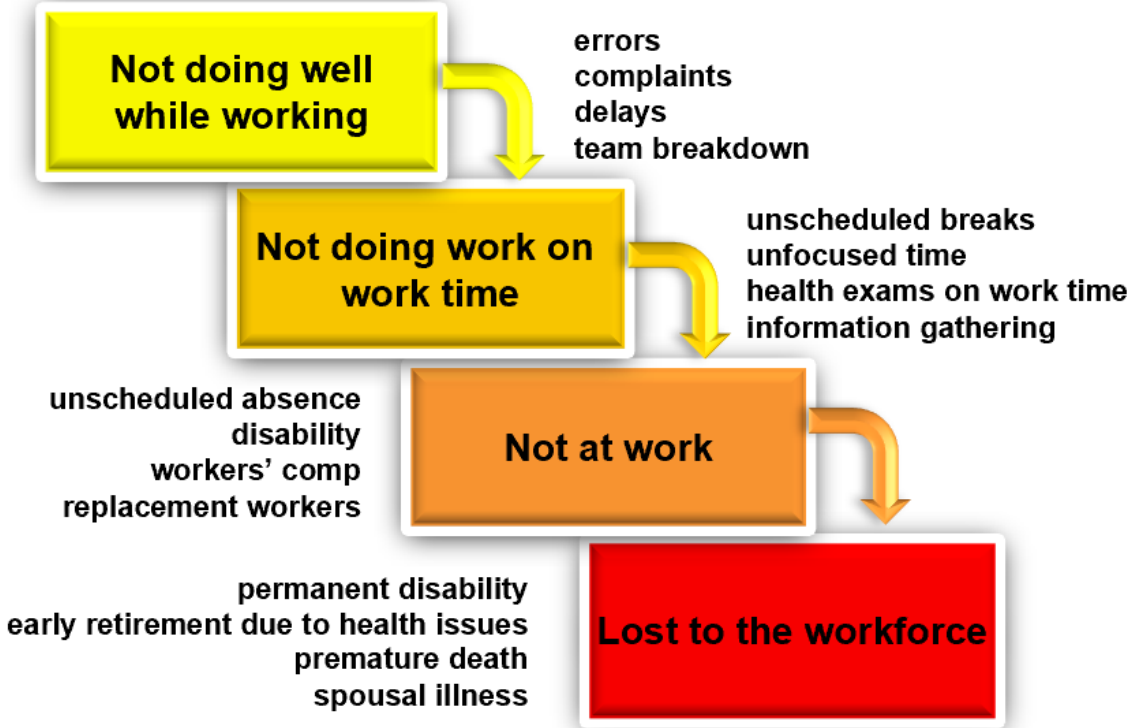 Not doing well
while working
errors
complaints
delays
team breakdown
Not doing work on
work time
unscheduled breaks
unfocused time
health exams on work time
information gathering
unscheduled absence
disability
workers’ comp
replacement workers
Not at work
permanent disability
early retirement due to health issues
premature death
spousal illness
Lost to the workforce